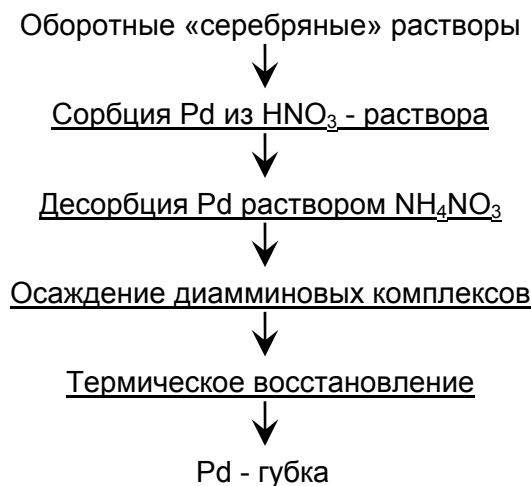 Оборотные «серебряные» растворы
Сорбция Pd из HNO₃ - раствора
Десорбция Pd раствором NH₄NO₃
Осаждение диамминовых комплексов
Термическое восстановление
Pd - губка